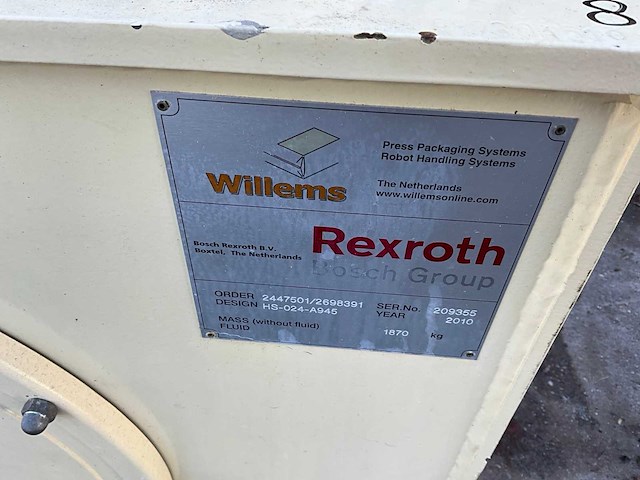 8
Press Packaging Systems
Robot Handling Systems
Willems
The Netherlands
www.willemsonline.com
Bosch Rexroth B.V.
Boxtel, The Netherlands
Rexroth
Bosch Group
ORDER 2447501/2698391 SER.No. 209355
DESIGN HS-024-A945 YEAR 2010
MASS (without fluid) 1870 kg
FLUID